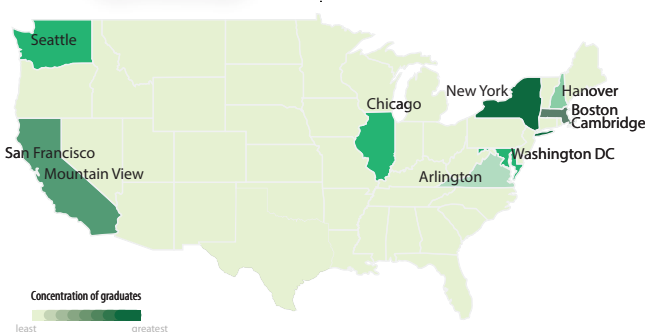 Seattle
New York
Hanover
Chicago
Boston
Cambridge
San Francisco
Washington DC
Mountain View
Arlington
Concentration of graduates
least
greatest